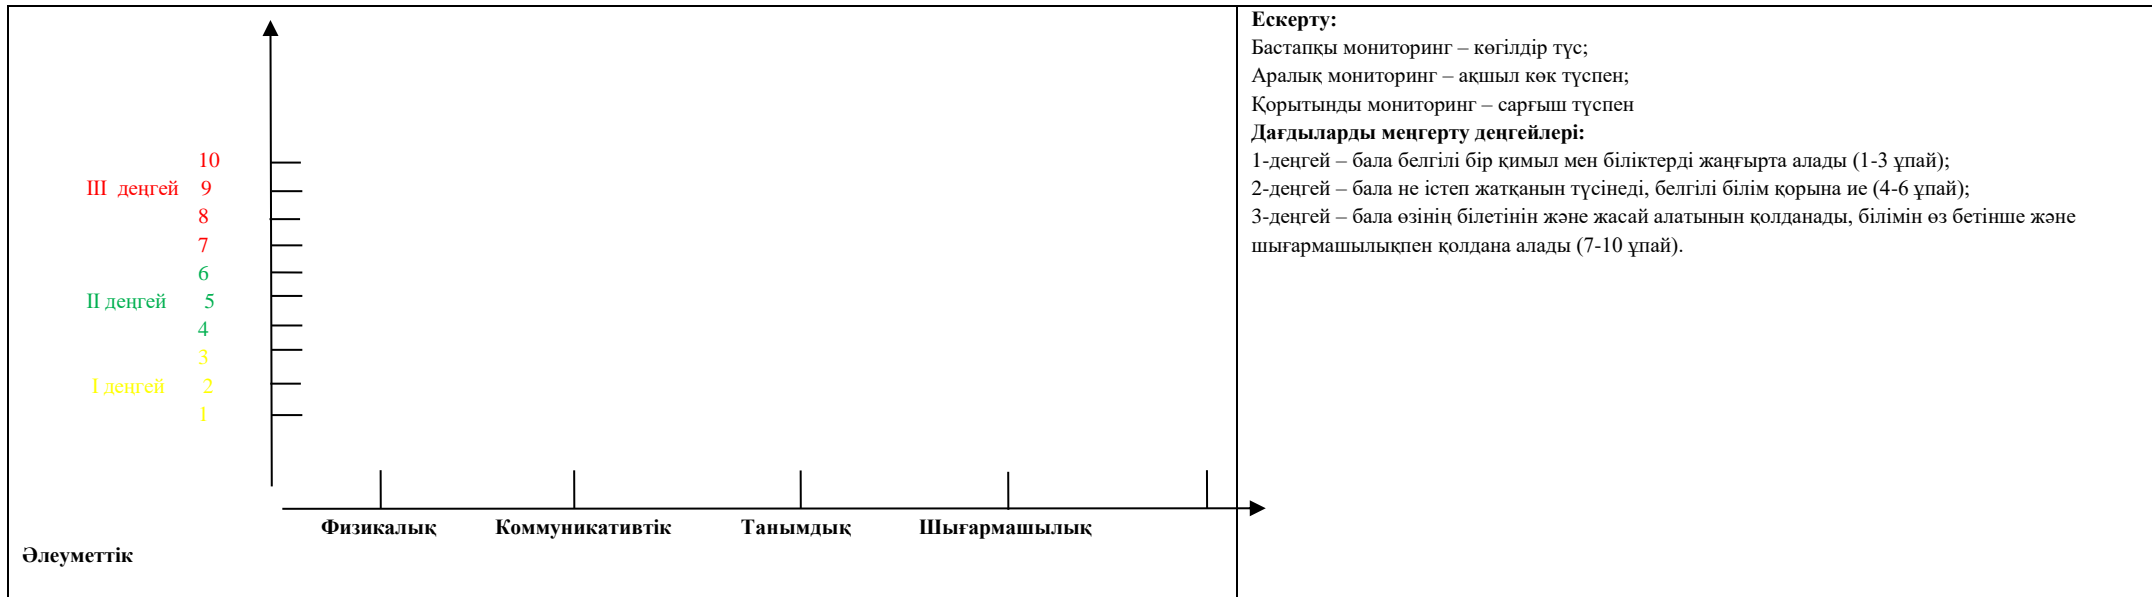 10
III деңгей 9
8
7
6
II деңгей 5
4
3
I деңгей 2
1
Физикалық Коммуникативтік Танымдық Шығармашылық
Әлеуметтік
Ескерту:
Бастапқы мониторинг – көгілдір түс;
Аралық мониторинг – ақшыл көк түспен;
Қорытынды мониторинг – сарғыш түспен
Дағдыларды меңгерту деңгейлері:
1-деңгей – бала белгілі бір қимыл мен біліктерді жаңғырта алады (1-3 ұпай);
2-деңгей – бала не істеп жатқанын түсінеді, белгілі білім қорына ие (4-6 ұпай);
3-деңгей – бала өзінің білетінін және жасай алатынын қолданады, білімін өз бетінше және
шығармашылықпен қолдана алады (7-10 ұпай).